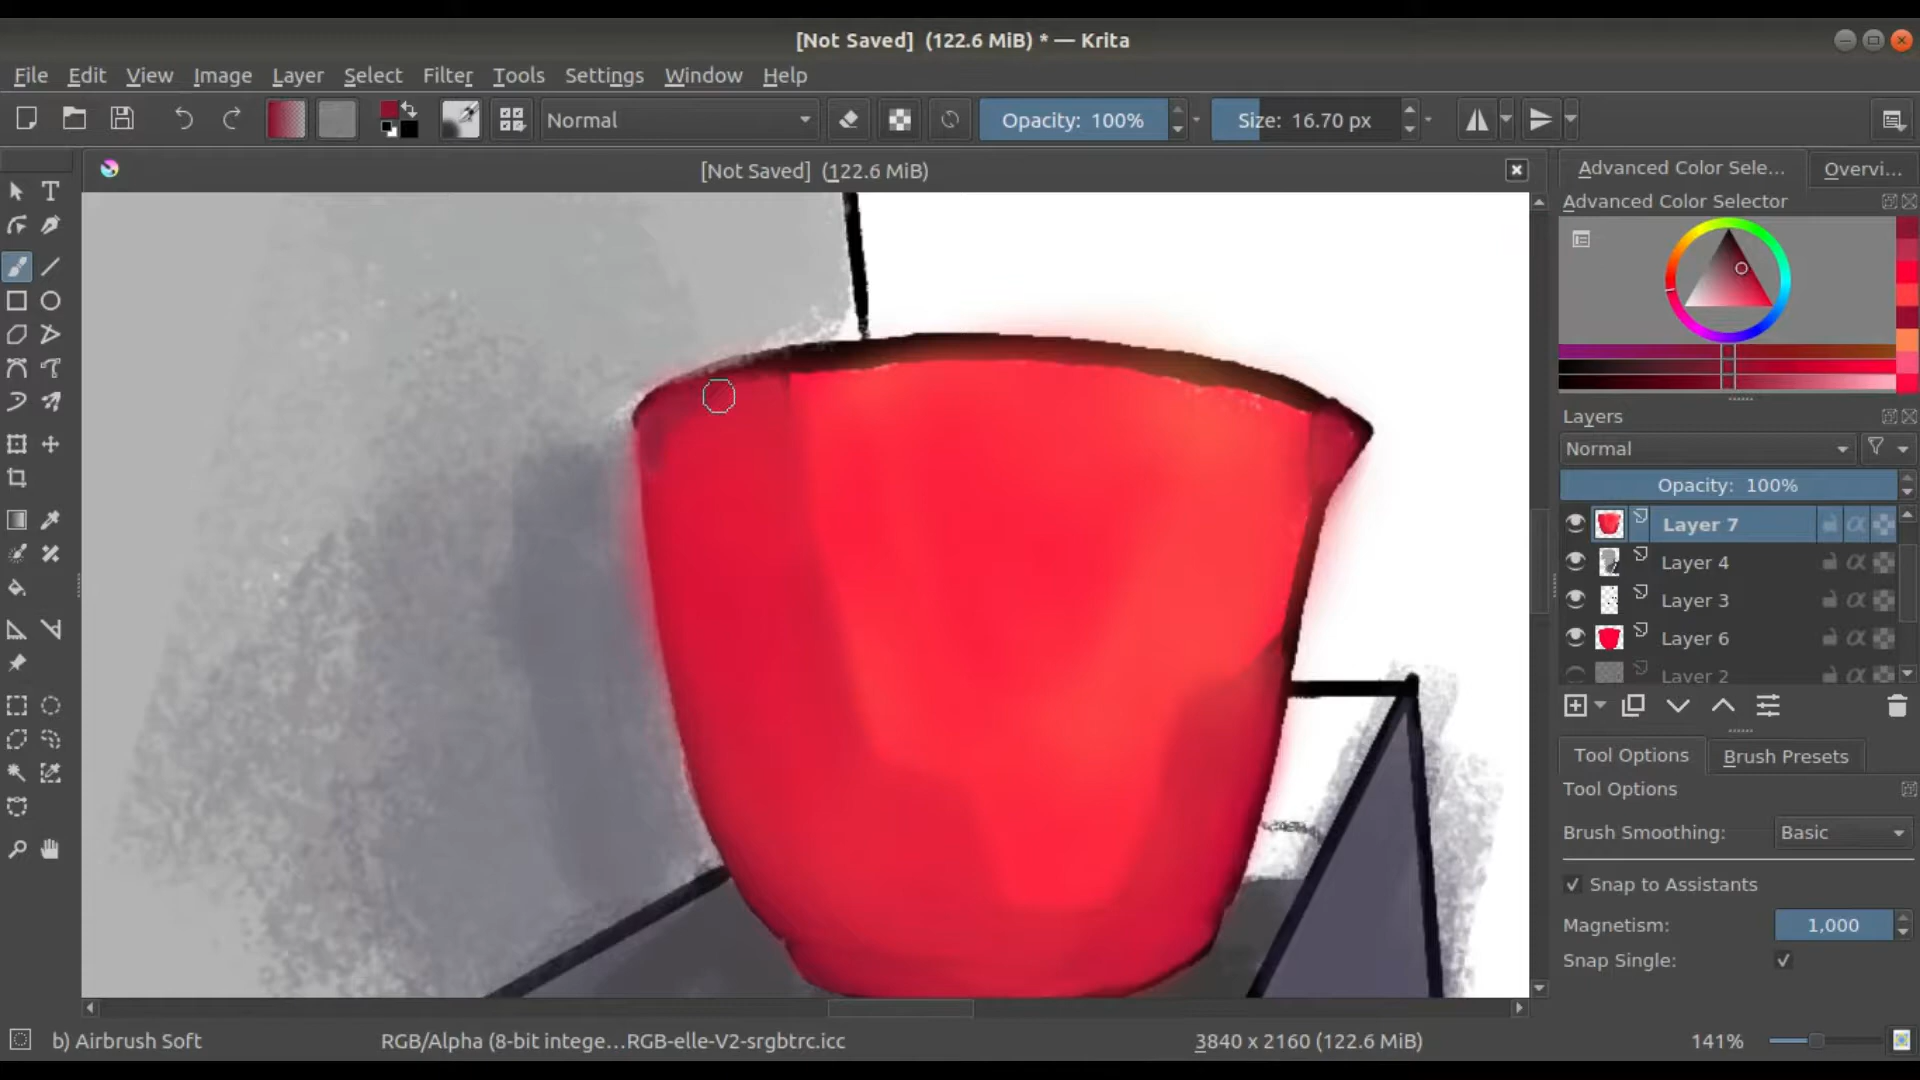 [Not Saved]  (122.6 MiB) * — Krita
File Edit View Image Layer Select Filter Tools Settings Window Help
Normal Opacity: 100% Size: 16.70 px
[Not Saved]  (122.6 MiB)
Advanced Color Sele... Overvi...
Advanced Color Selector
Layers
Normal
Opacity: 100%
Layer 7
Layer 4
Layer 3
Layer 6
Layer 2
Tool Options Brush Presets
Tool Options
Brush Smoothing: Basic
Snap to Assistants
Magnetism: 1,000
Snap Single:
b) Airbrush Soft RGB/Alpha (8-bit intege...RGB-elle-V2-srgbtrc.icc 3840 x 2160 (122.6 MiB) 141%